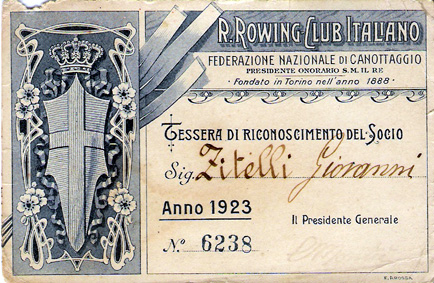 R. ROWING CLUB ITALIANO
FEDERAZIONE NAZIONALE DI CANOTTAGGIO
PRESIDENTE ONORARIO S. M. IL RE
· Fondato in Torino nell'anno 1888 ·
TESSERA DI RICONOSCIMENTO DEL SOCIO
Sig. Zitelli Giovanni
Anno 1923
Il Presidente Generale
N.º 6238